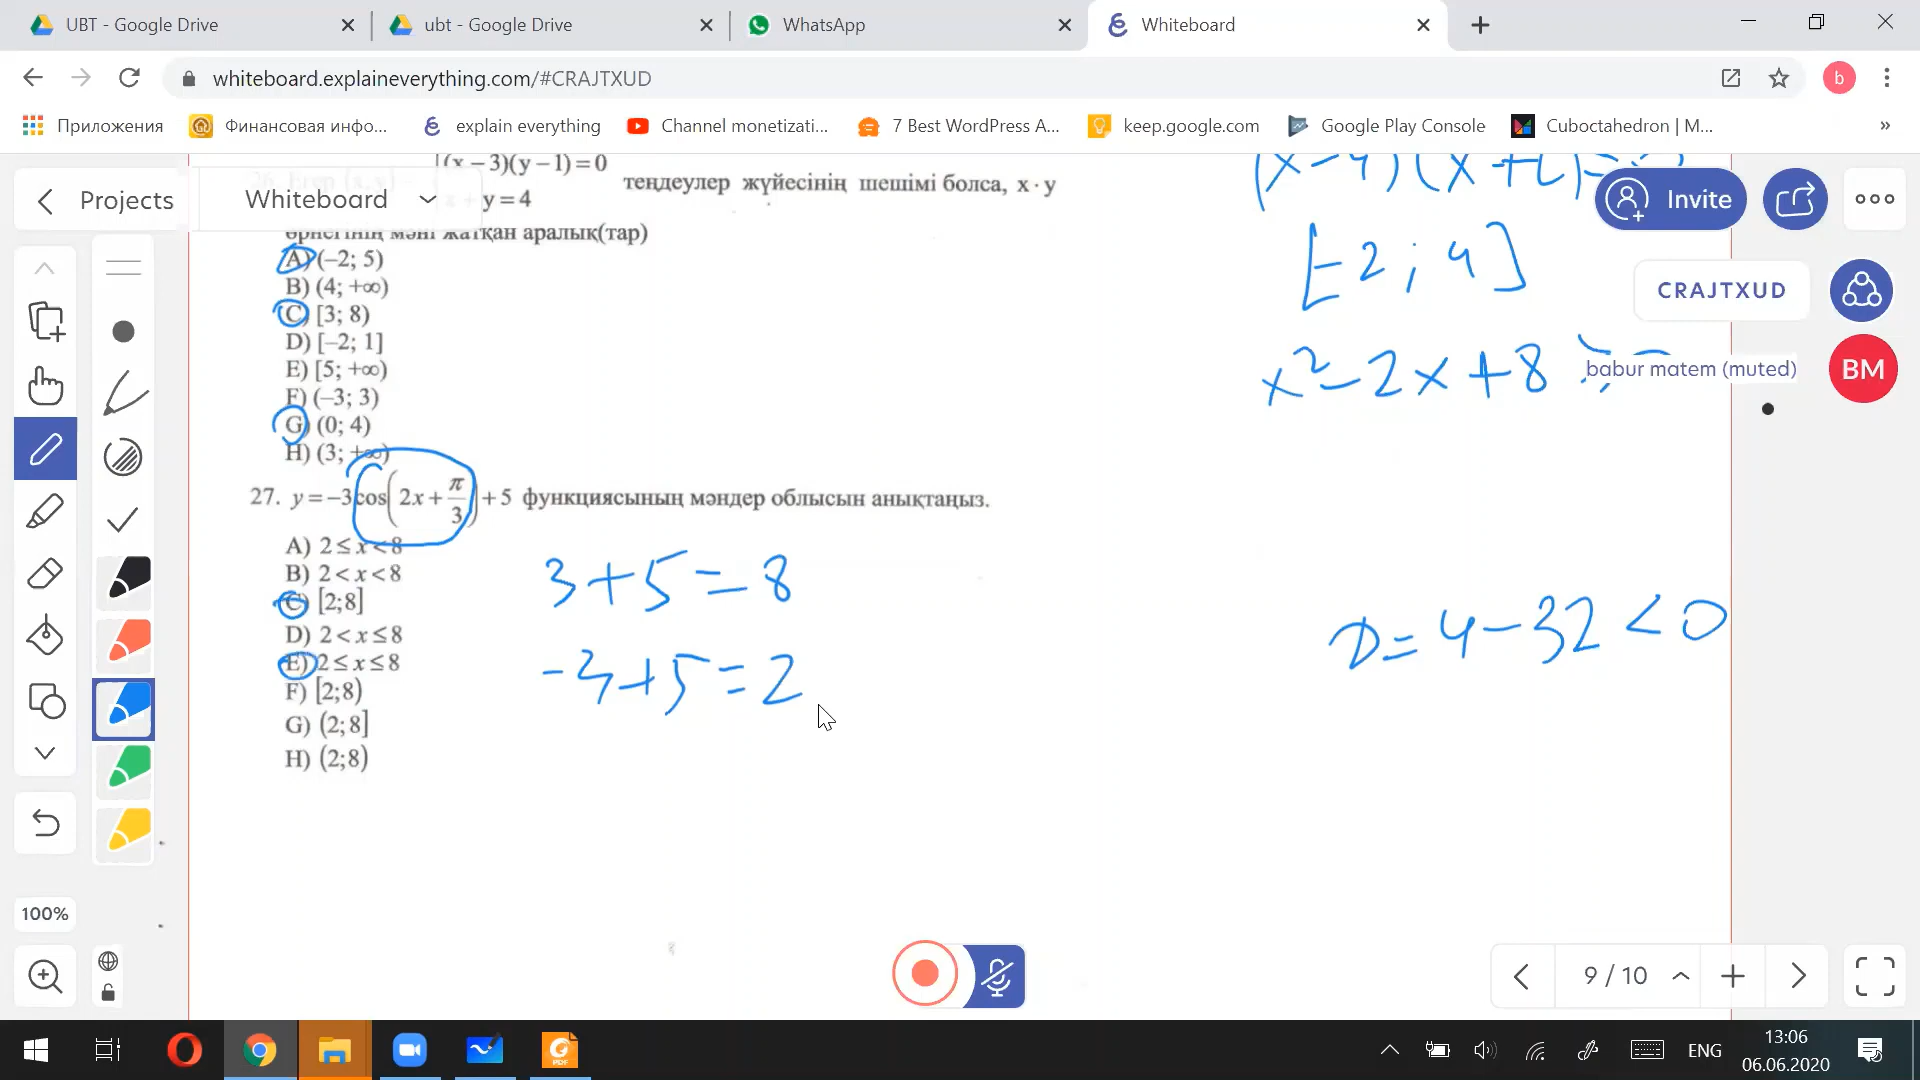 UBT - Google Drive
ubt - Google Drive
WhatsApp
Whiteboard
whiteboard.explaineverything.com/#CRAJTXUD
b
Приложения
Финансовая инфо...
explain everything
Channel monetizati...
7 Best WordPress A...
keep.google.com
Google Play Console
Cuboctahedron | M...
»
Projects
Whiteboard
(x − 3)(y − 1) = 0
y = 4
теңдеулер жүйесінің шешімі болса, x · y
өрнегінің мәні жатқан аралық(тар)
A) (−2; 5)
B) (4; +∞)
C) [3; 8)
D) [−2; 1]
E) [5; +∞)
F) (−3; 3)
G) (0; 4)
H) (3; +∞)
27. y = −3cos(2x + π/3) + 5 функциясының мәндер облысын анықтаңыз.
A) 2 ≤ x < 8
B) 2 < x < 8
C) [2;8]
D) 2 < x ≤ 8
E) 2 ≤ x ≤ 8
F) [2;8)
G) (2;8]
H) (2;8)
3+5=8
-3+5=2
[-2;4]
x²-2x+8
D=4-32<0
Invite
CRAJTXUD
babur matem (muted)
BM
100%
9 / 10
ENG
13:06
06.06.2020
PDF